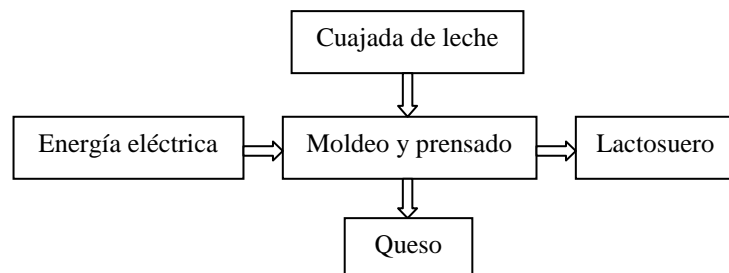 Cuajada de leche
Energía eléctrica
Moldeo y prensado
Lactosuero
Queso